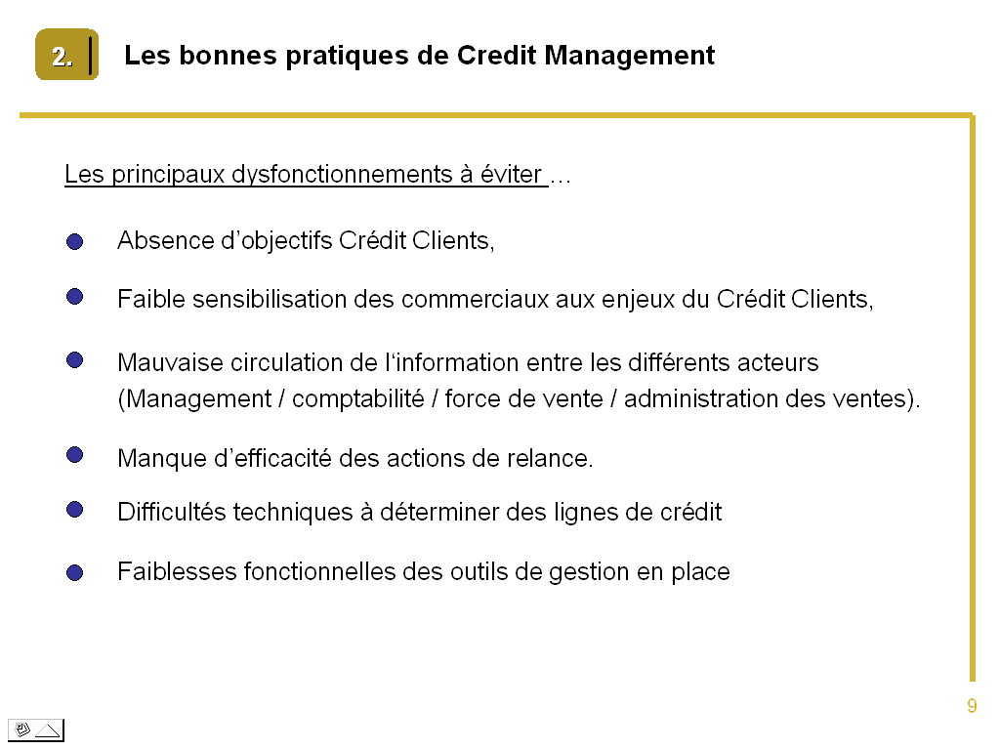 2.
Les bonnes pratiques de Credit Management
Les principaux dysfonctionnements à éviter …
Absence d’objectifs Crédit Clients,
Faible sensibilisation des commerciaux aux enjeux du Crédit Clients,
Mauvaise circulation de l‘information entre les différents acteurs
(Management / comptabilité / force de vente / administration des ventes).
Manque d’efficacité des actions de relance.
Difficultés techniques à déterminer des lignes de crédit
Faiblesses fonctionnelles des outils de gestion en place
9